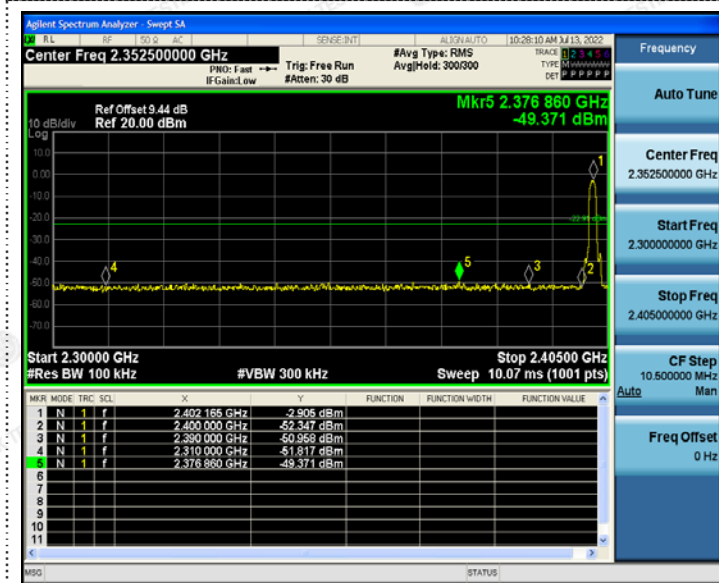 Agilent Spectrum Analyzer - Swept SA
RL RF 50 Ω AC SENSE:INT ALIGN AUTO 10:28:10 AM Jul 13, 2022
Center Freq 2.352500000 GHz
PNO: Fast
IFGain:Low
Trig: Free Run
#Atten: 30 dB
#Avg Type: RMS
Avg|Hold: 300/300
TRACE 1 2 3 4 5 6
TYPE M
DET P P P P P P
Ref Offset 9.44 dB
10 dB/div Ref 20.00 dBm
Log
Mkr5 2.376 860 GHz
-49.371 dBm
10.0
0.00
-10.0
-20.0
-30.0
-40.0
-50.0
-60.0
-70.0
1
2
3
4
5
Start 2.30000 GHz Stop 2.40500 GHz
#Res BW 100 kHz #VBW 300 kHz Sweep 10.07 ms (1001 pts)
MKR MODE TRC SCL X Y FUNCTION FUNCTION WIDTH FUNCTION VALUE
1 N 1 f 2.402 165 GHz -2.905 dBm
2 N 1 f 2.400 000 GHz -52.347 dBm
3 N 1 f 2.390 000 GHz -50.958 dBm
4 N 1 f 2.310 000 GHz -51.817 dBm
5 N 1 f 2.376 860 GHz -49.371 dBm
6
7
8
9
10
11
MSG STATUS
Frequency
Auto Tune
Center Freq
2.352500000 GHz
Start Freq
2.300000000 GHz
Stop Freq
2.405000000 GHz
CF Step
10.500000 MHz
Auto Man
Freq Offset
0 Hz